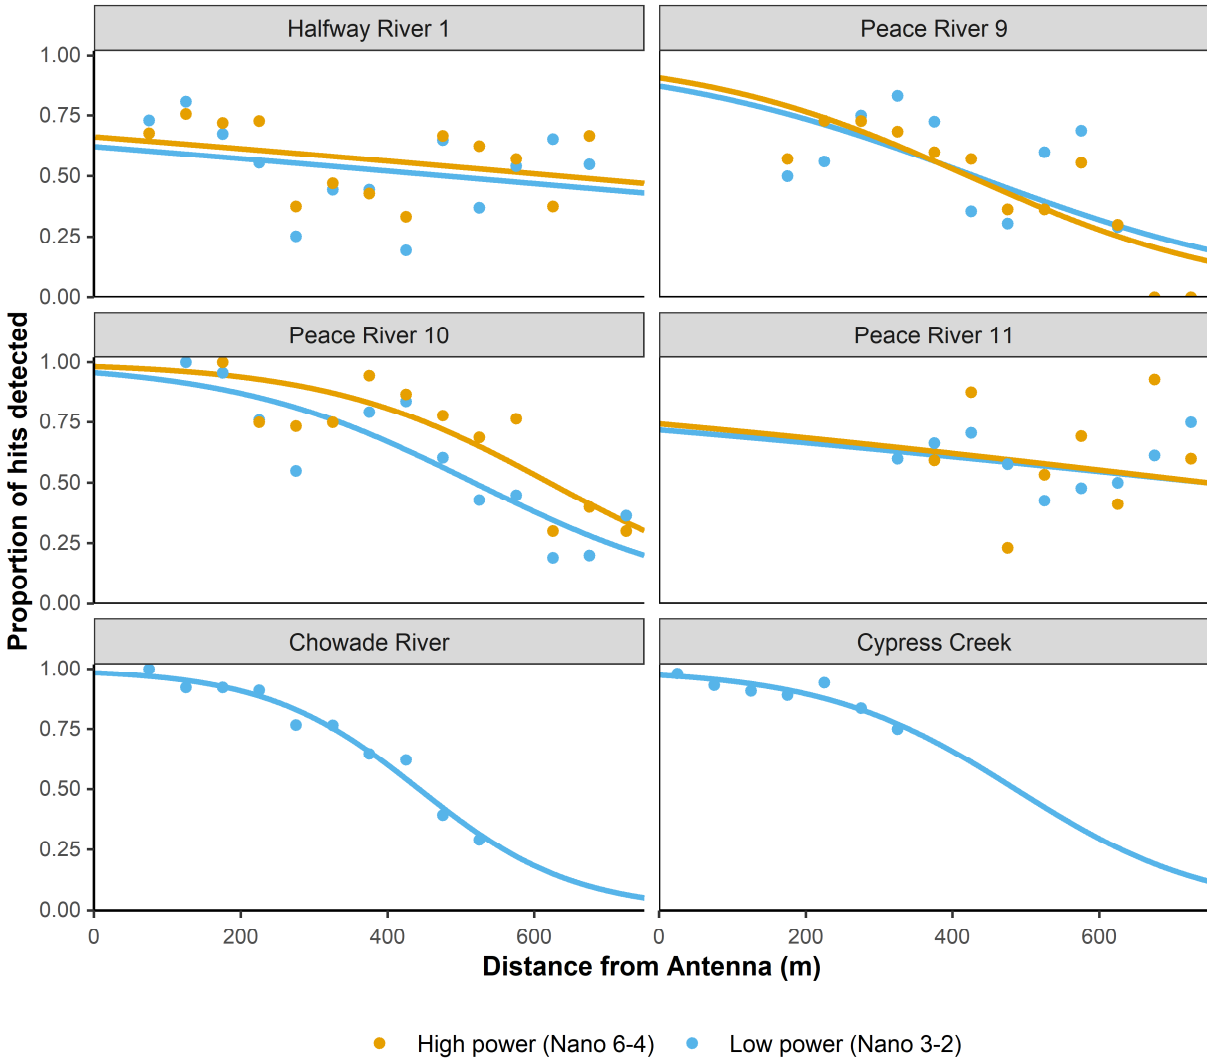 Halfway River 1
Peace River 9
1.00
0.75
0.50
0.25
0.00
Peace River 10
Peace River 11
1.00
0.75
0.50
0.25
0.00
Chowade River
Cypress Creek
1.00
0.75
0.50
0.25
0.00
0 200 400 600 0 200 400 600
Proportion of hits detected
Distance from Antenna (m)
High power (Nano 6-4) Low power (Nano 3-2)